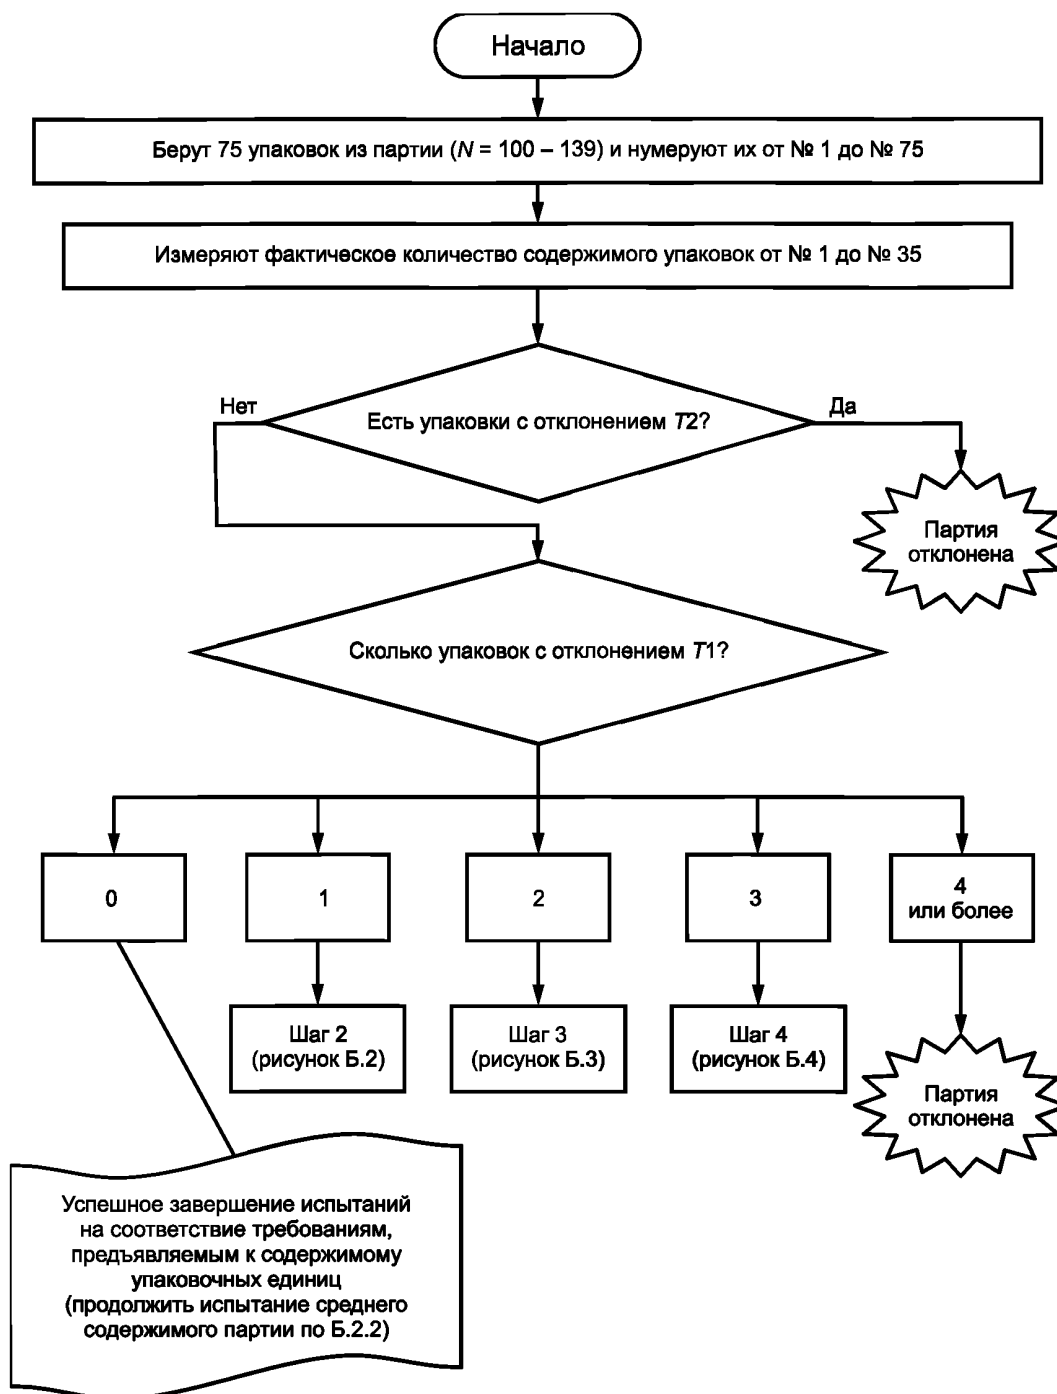 Начало
Берут 75 упаковок из партии (N = 100 – 139) и нумеруют их от № 1 до № 75
Измеряют фактическое количество содержимого упаковок от № 1 до № 35
Нет
Есть упаковки с отклонением T2?
Да
Партия
отклонена
Сколько упаковок с отклонением T1?
0
1
2
3
4
или более
Шаг 2
(рисунок Б.2)
Шаг 3
(рисунок Б.3)
Шаг 4
(рисунок Б.4)
Партия
отклонена
Успешное завершение испытаний
на соответствие требованиям,
предъявляемым к содержимому
упаковочных единиц
(продолжить испытание среднего
содержимого партии по Б.2.2)